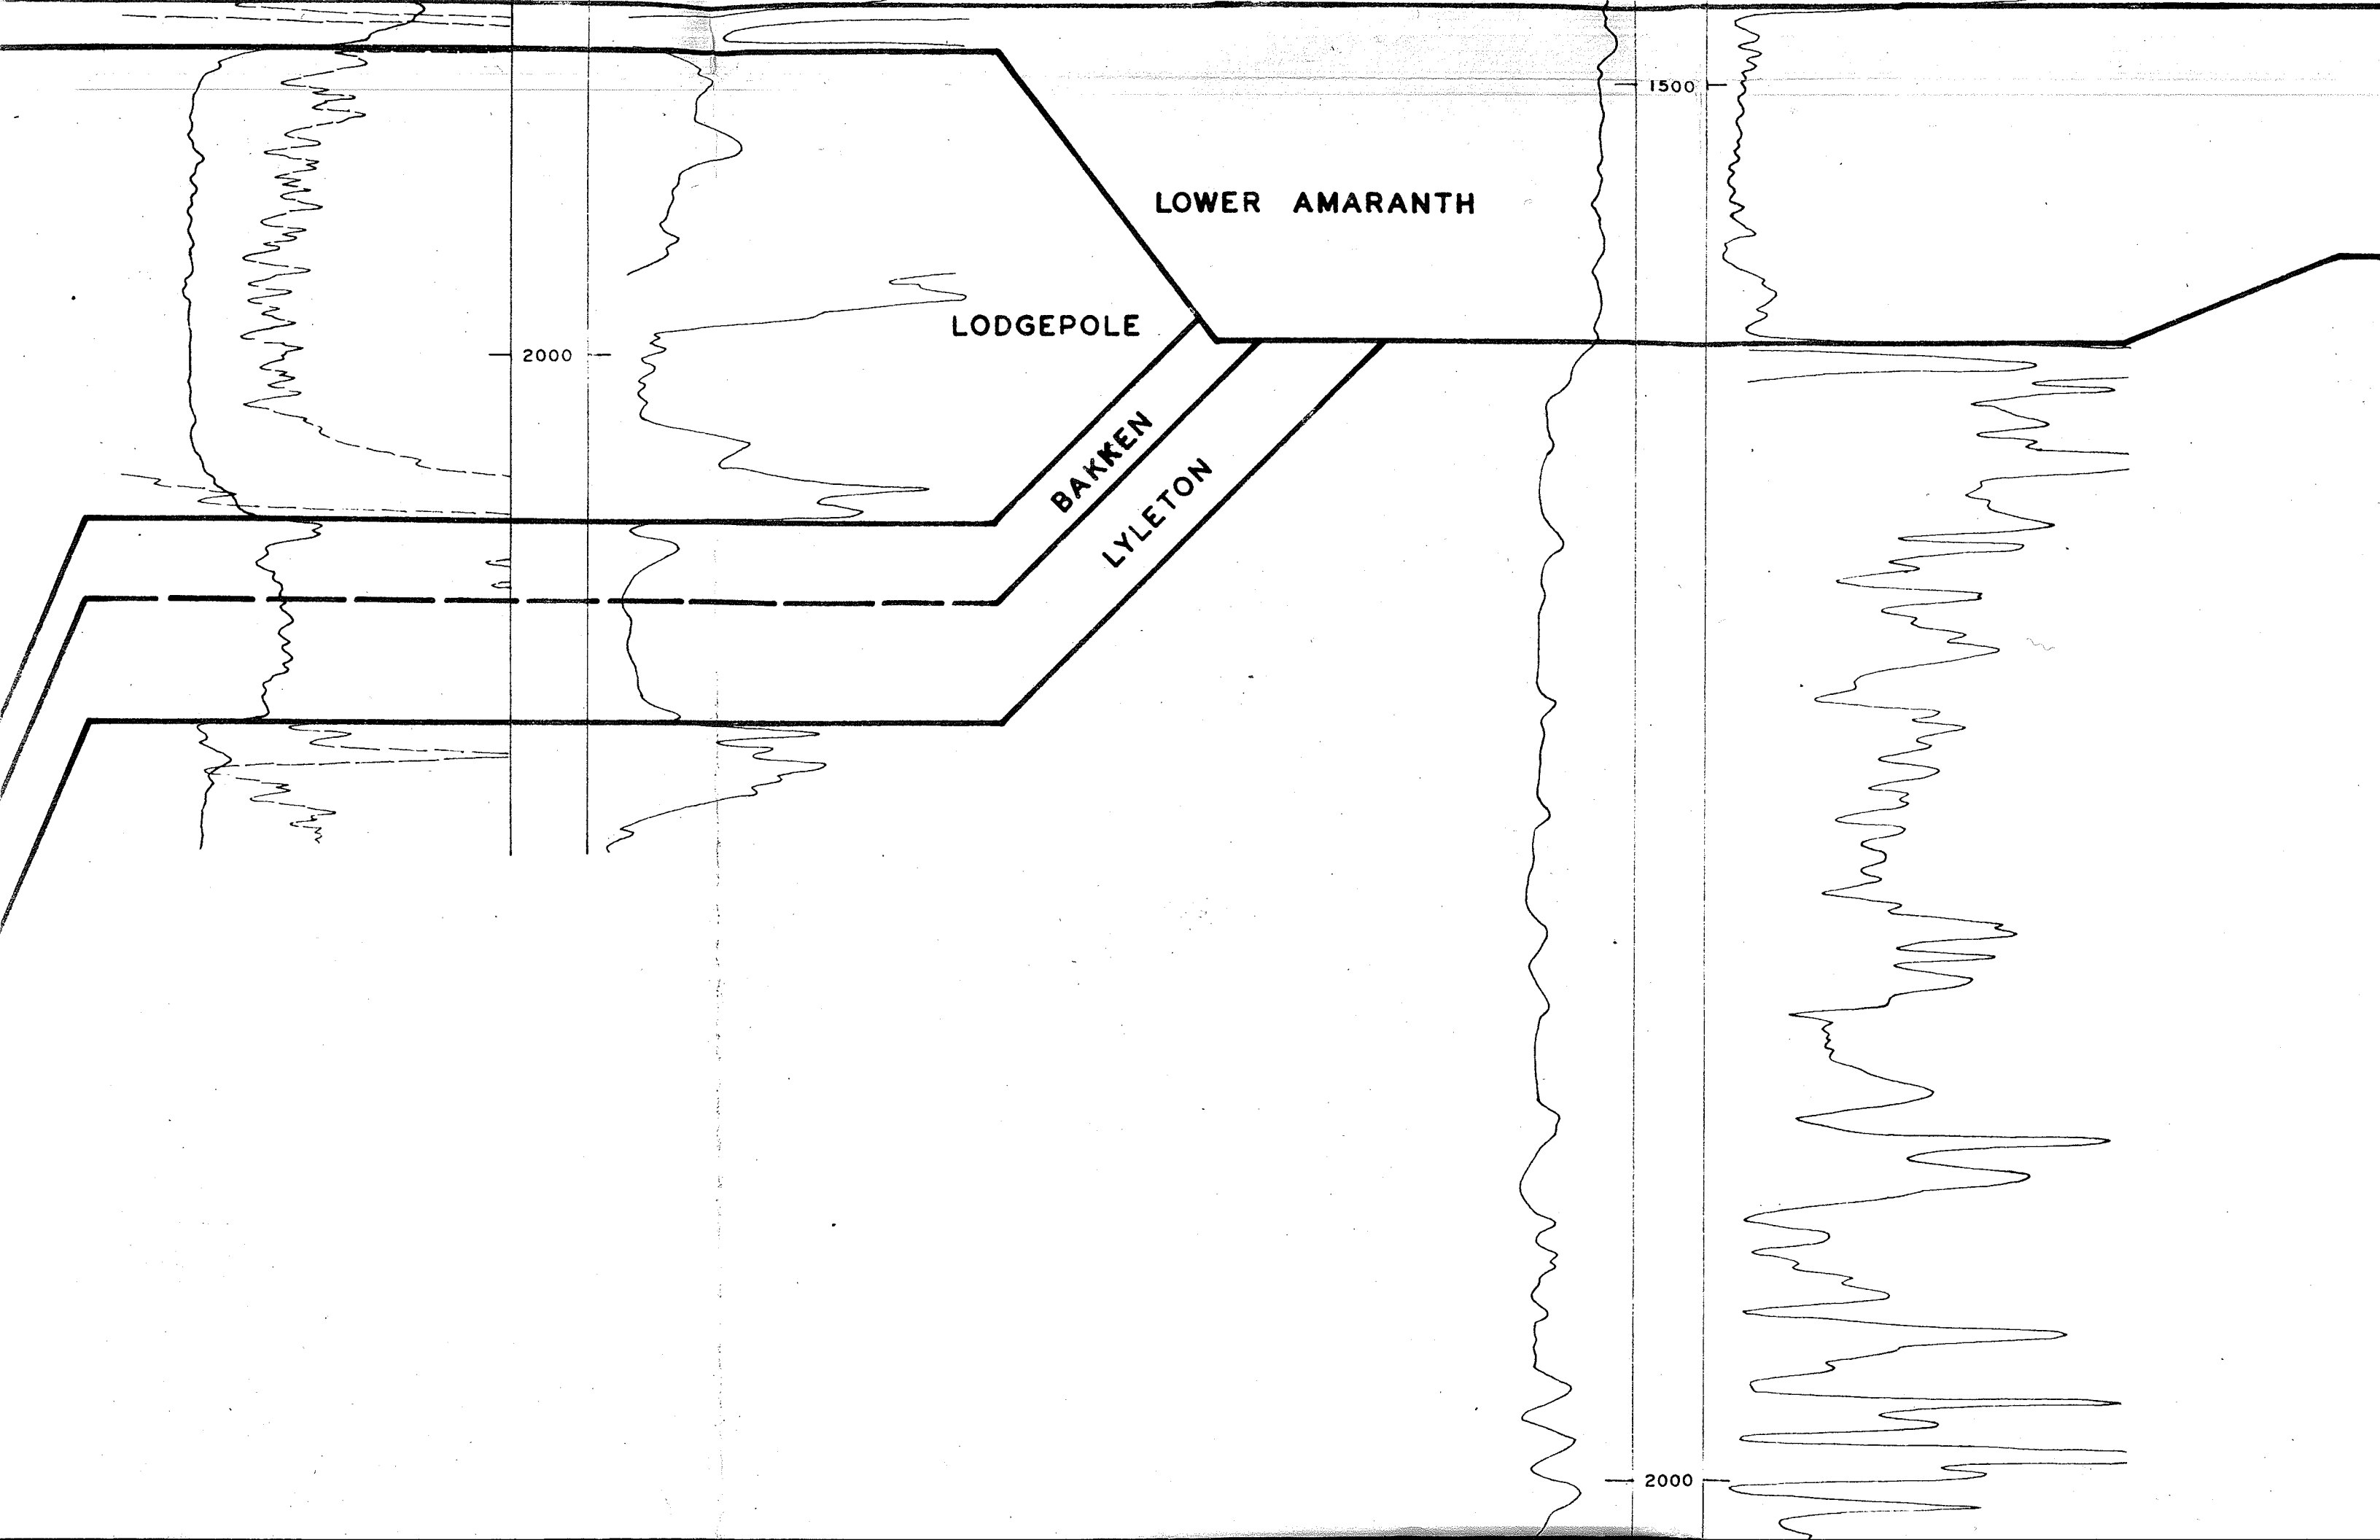 1500
LOWER AMARANTH
LODGEPOLE
2000
BAKKEN
LYLETON
2000